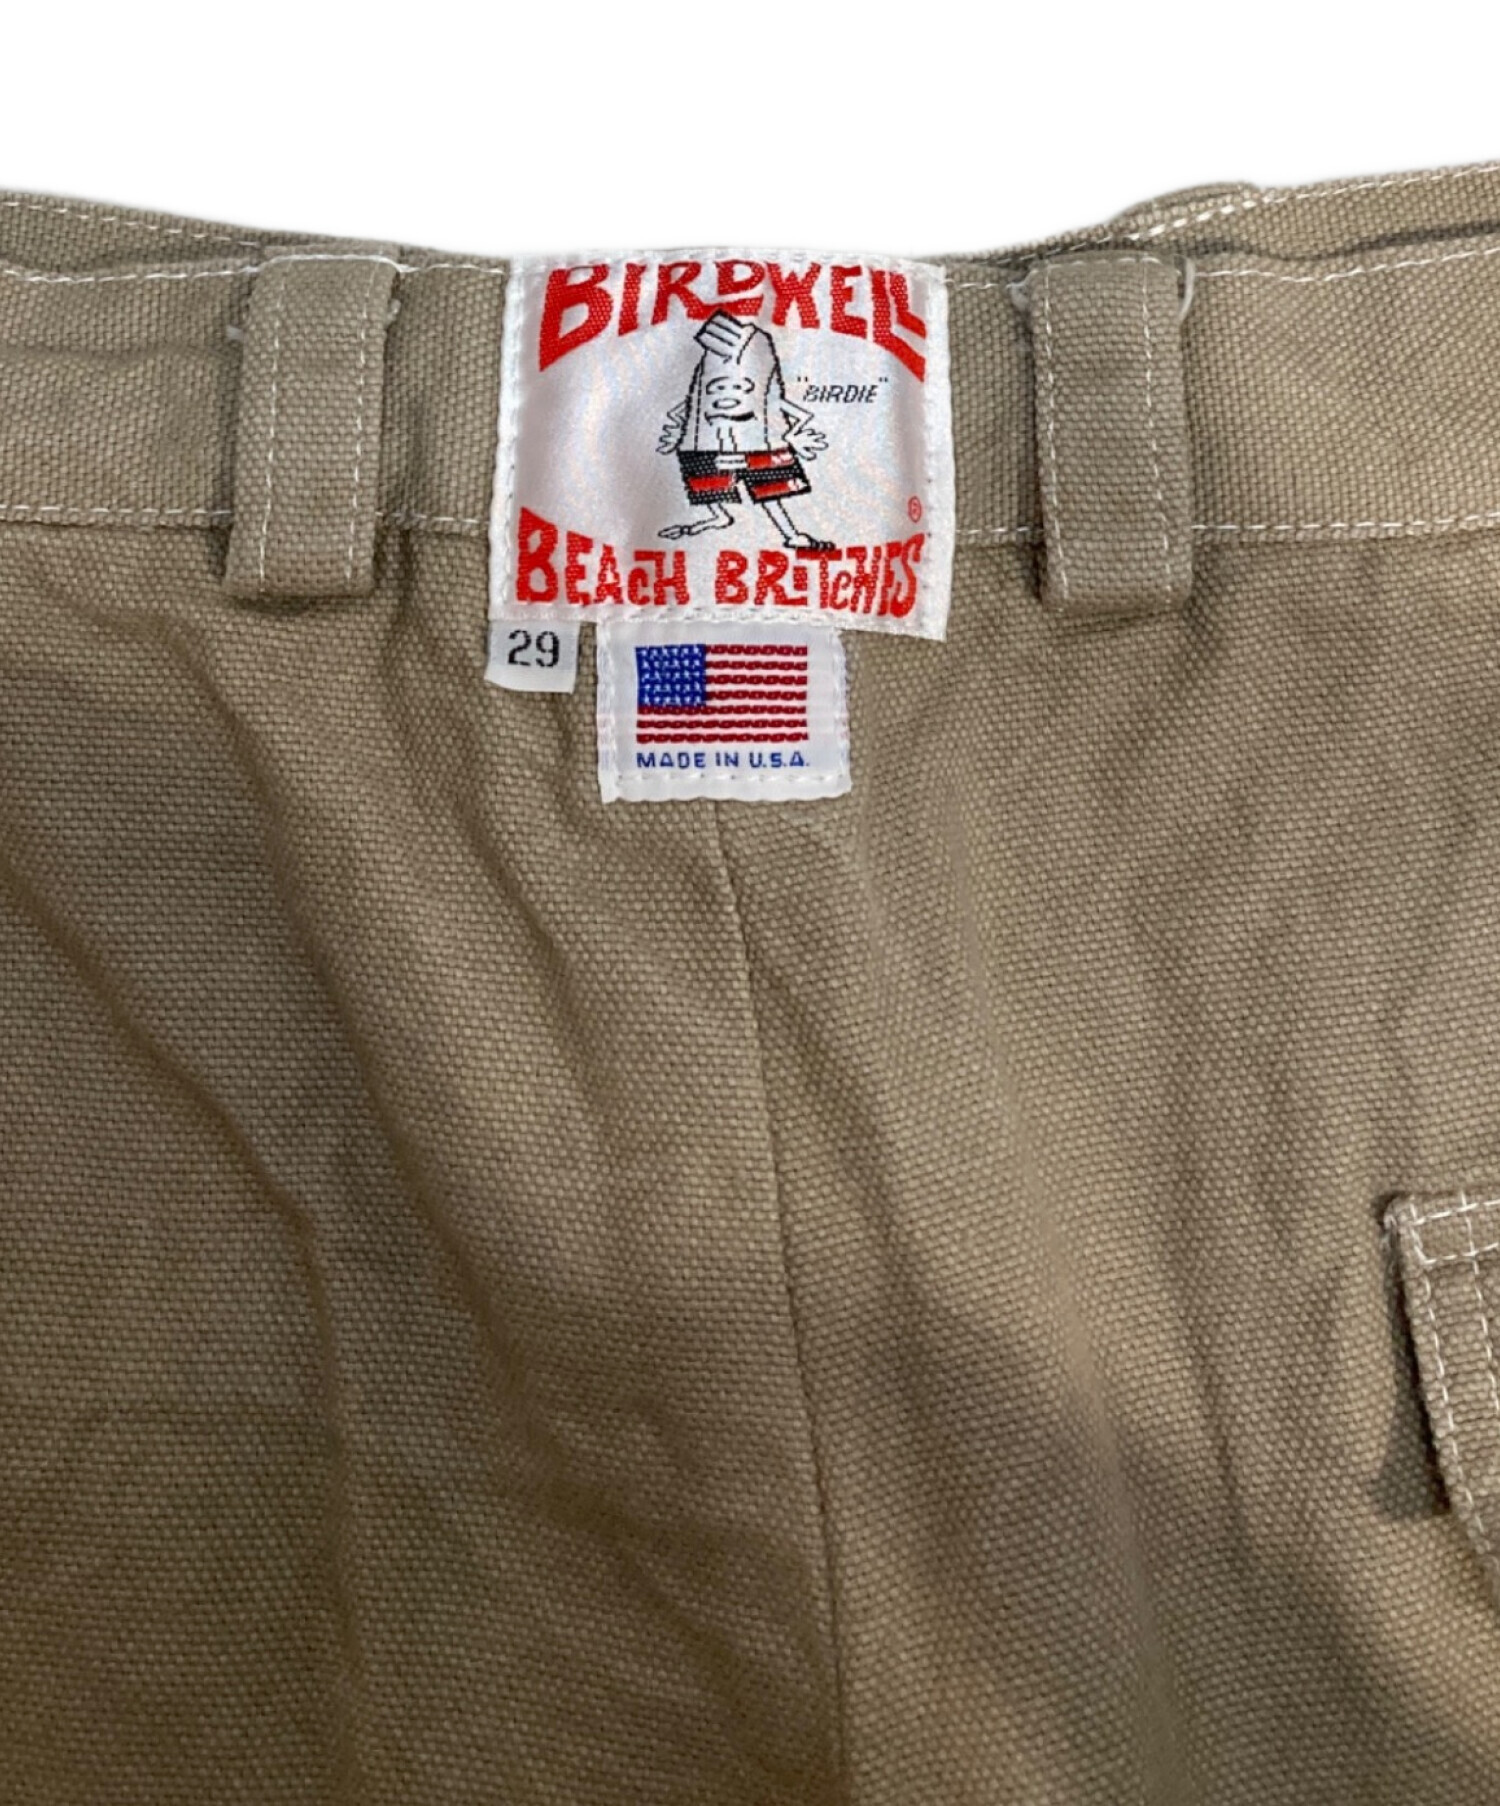 BIRDWELL
"BIRDIE"
®
BEACH BRITCHES
29
MADE IN U.S.A.